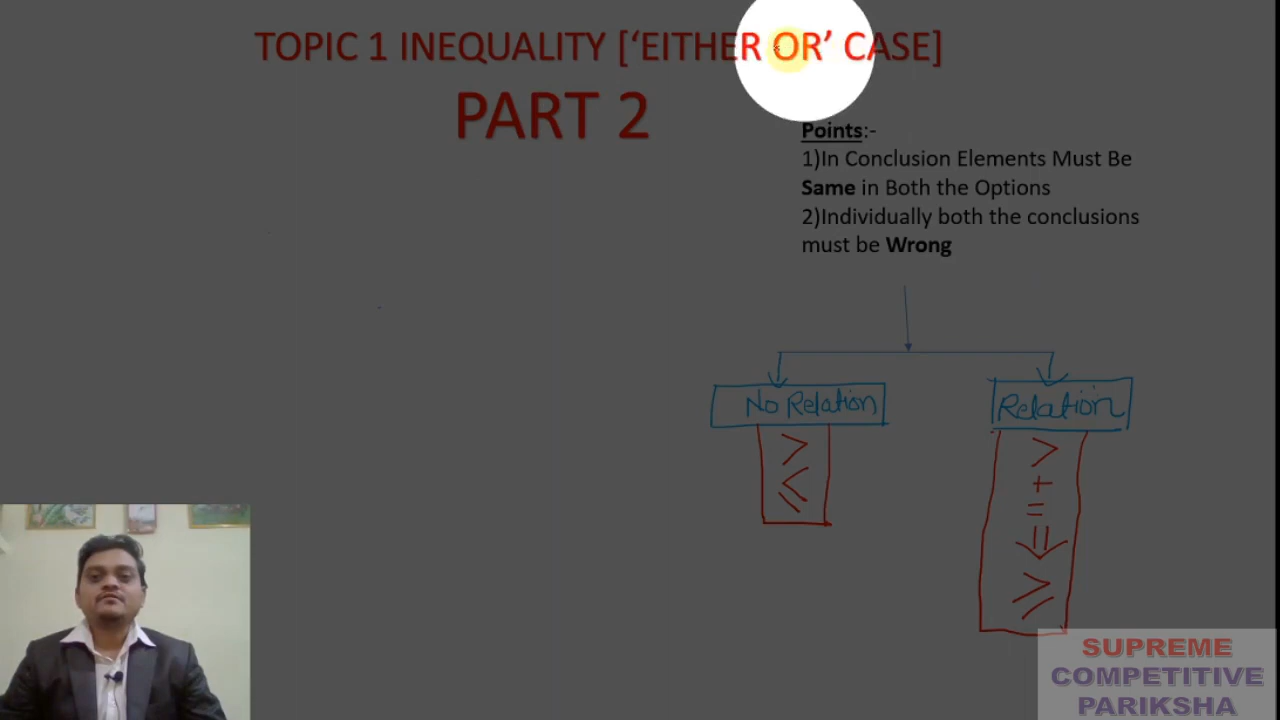 TOPIC 1 INEQUALITY [‘EITHER OR’ CASE]
PART 2
Points:-
1)In Conclusion Elements Must Be
Same in Both the Options
2)Individually both the conclusions
must be Wrong
No Relation
>
≤
Relation
>
+
=
⇓
≥
SUPREME
COMPETITIVE
PARIKSHA